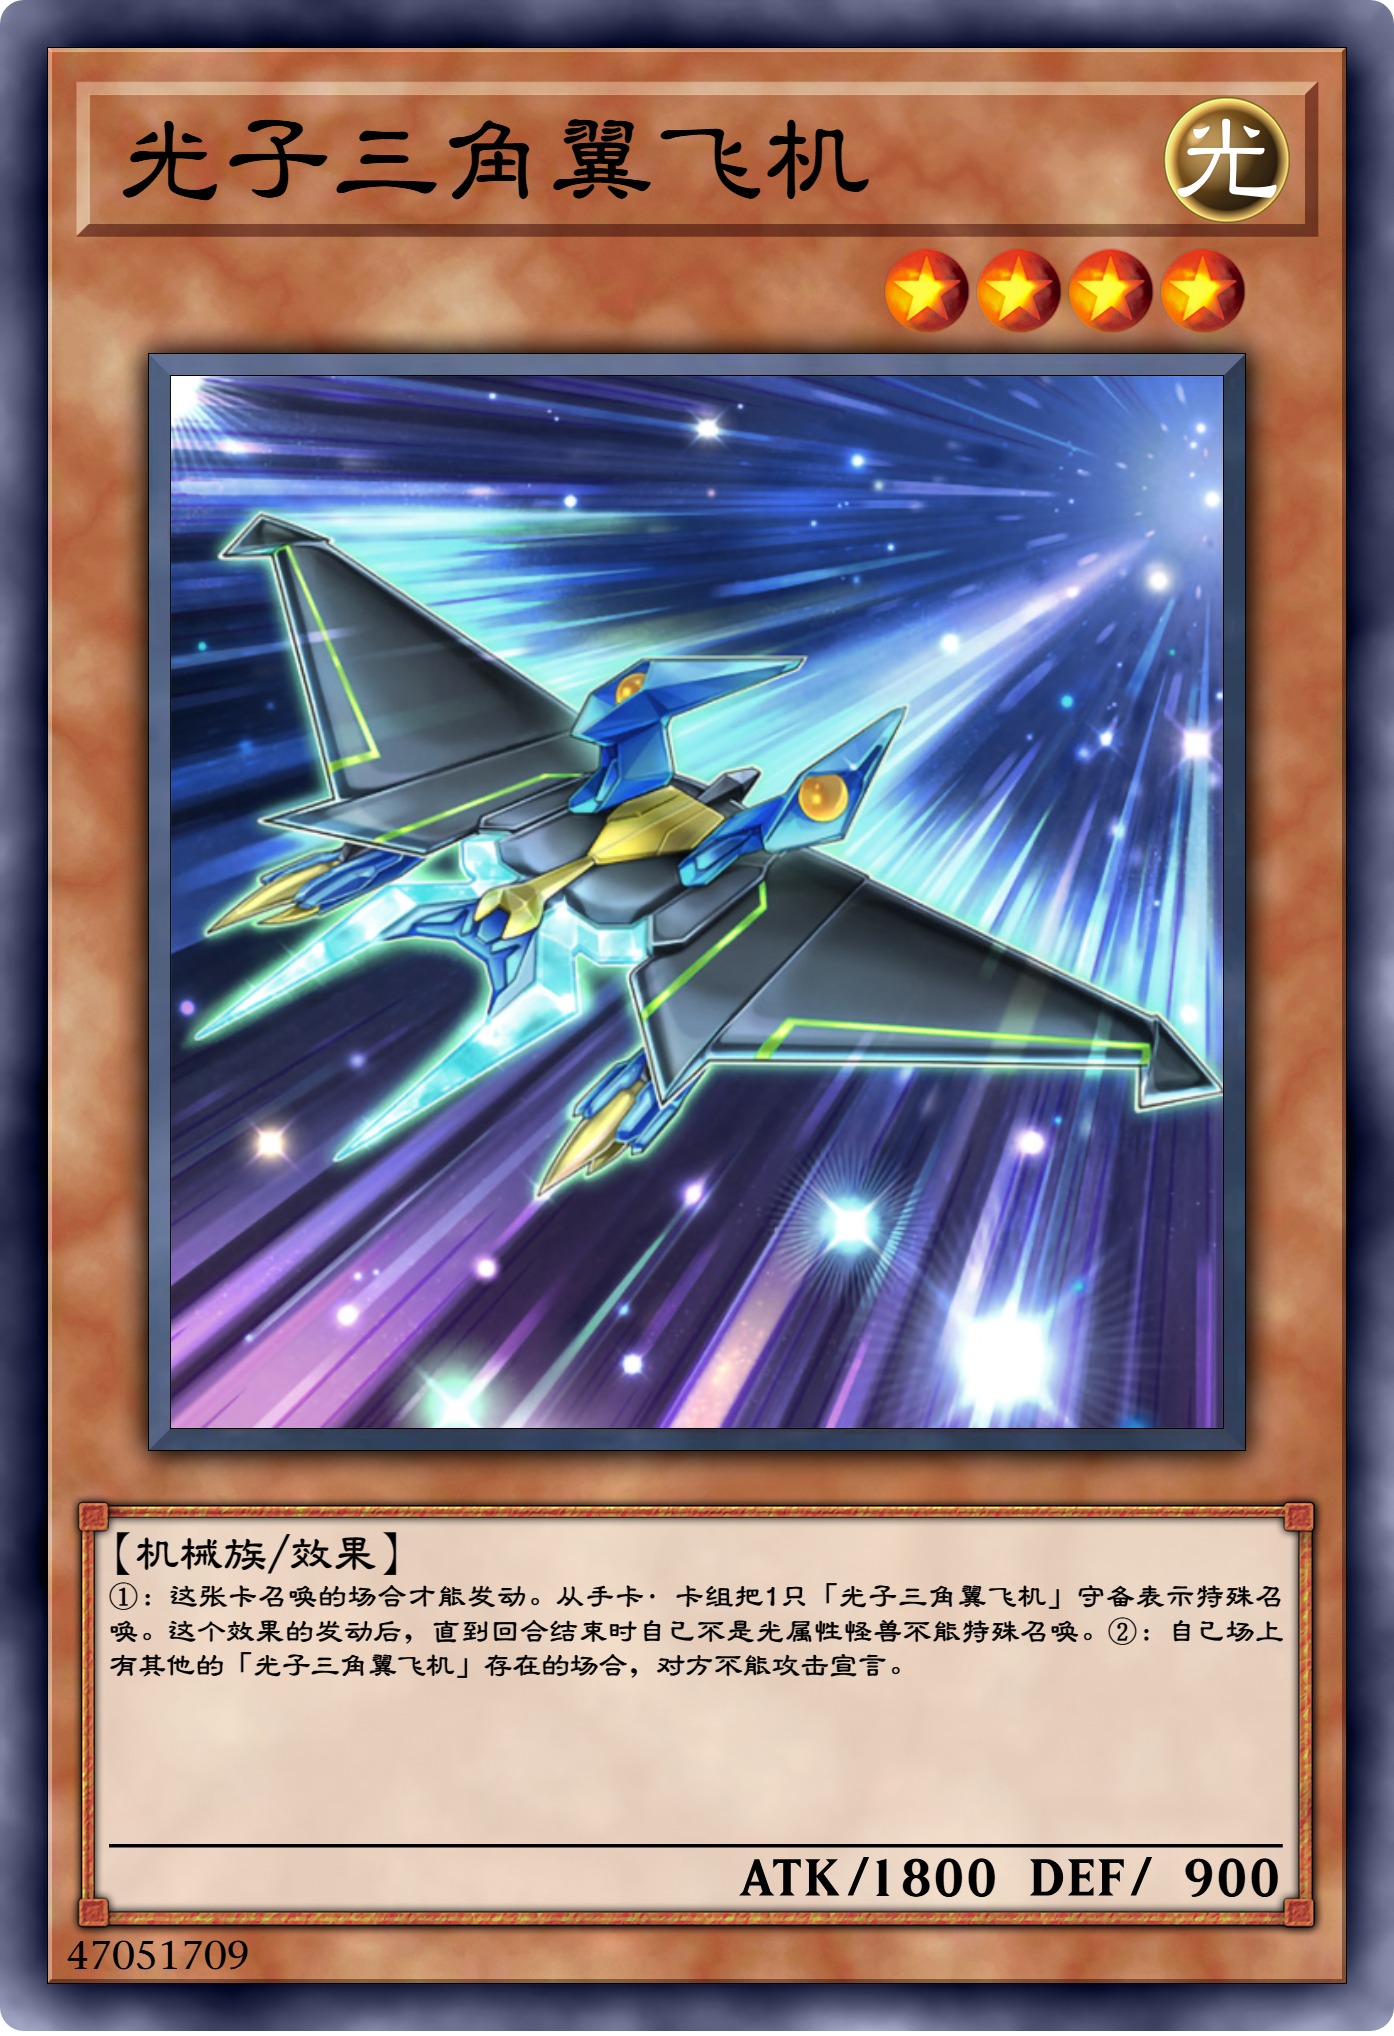 光子三角翼飞机
光
【机械族/效果】
①：这张卡召唤的场合才能发动。从手卡·卡组把1只「光子三角翼飞机」守备表示特殊召
唤。这个效果的发动后，直到回合结束时自己不是光属性怪兽不能特殊召唤。②：自己场上
有其他的「光子三角翼飞机」存在的场合，对方不能攻击宣言。
ATK/1800 DEF/ 900
47051709